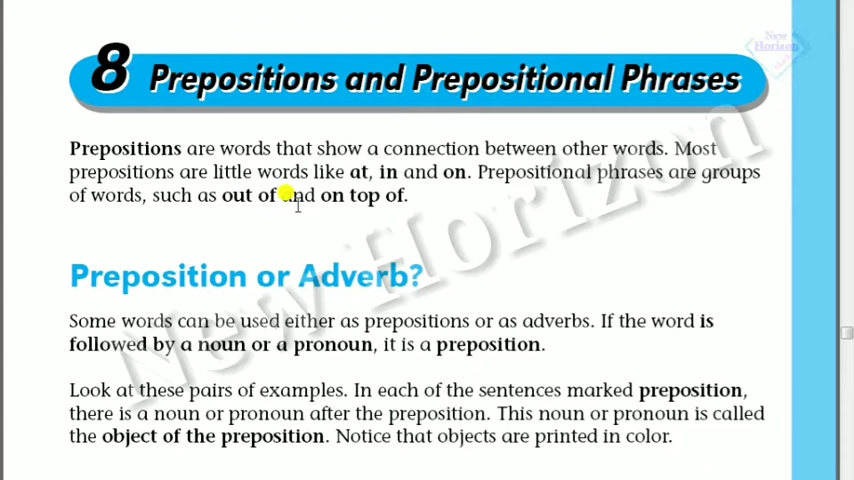 New
Horizon
8 Prepositions and Prepositional Phrases
Prepositions are words that show a connection between other words. Most
prepositions are little words like at, in and on. Prepositional phrases are groups
of words, such as out of and on top of.
Preposition or Adverb?
Some words can be used either as prepositions or as adverbs. If the word is
followed by a noun or a pronoun, it is a preposition.
Look at these pairs of examples. In each of the sentences marked preposition,
there is a noun or pronoun after the preposition. This noun or pronoun is called
the object of the preposition. Notice that objects are printed in color.
New Horizon